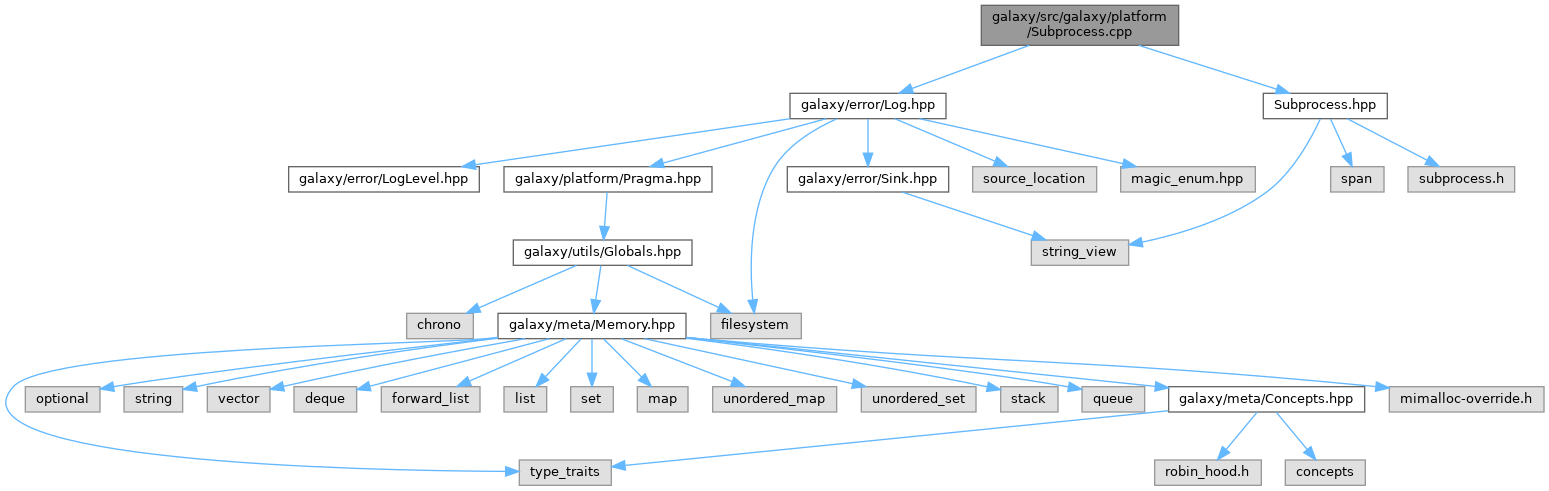 galaxy/src/galaxy/platform
/Subprocess.cpp
galaxy/error/Log.hpp
Subprocess.hpp
galaxy/error/LogLevel.hpp
galaxy/platform/Pragma.hpp
galaxy/error/Sink.hpp
source_location
magic_enum.hpp
span
subprocess.h
galaxy/utils/Globals.hpp
string_view
chrono
galaxy/meta/Memory.hpp
filesystem
optional
string
vector
deque
forward_list
list
set
map
unordered_map
unordered_set
stack
queue
galaxy/meta/Concepts.hpp
mimalloc-override.h
type_traits
robin_hood.h
concepts